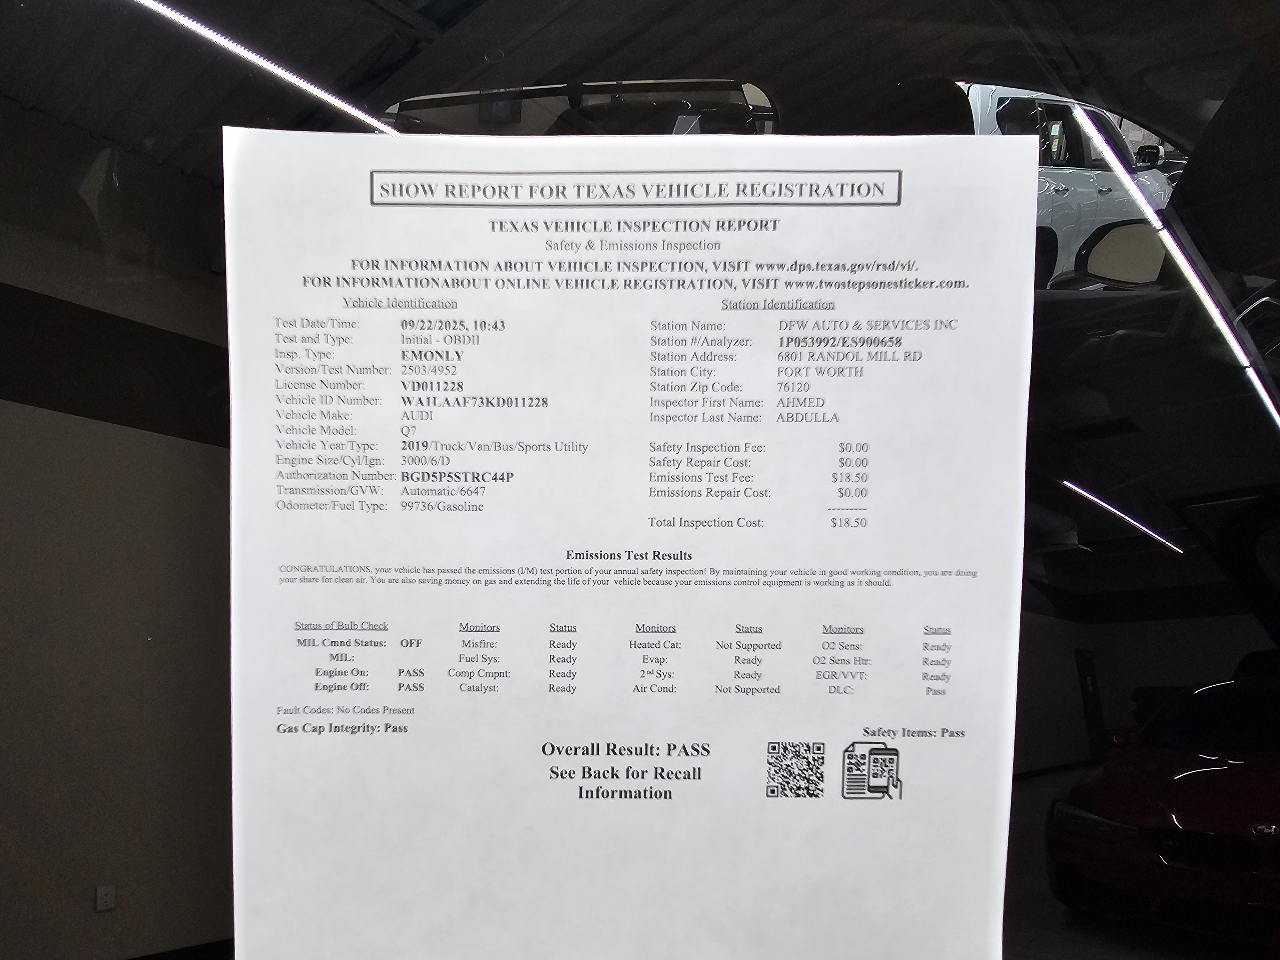 SHOW REPORT FOR TEXAS VEHICLE REGISTRATION
TEXAS VEHICLE INSPECTION REPORT
Safety & Emissions Inspection
FOR INFORMATION ABOUT VEHICLE INSPECTION, VISIT www.dps.texas.gov/rsd/vi/.
FOR INFORMATIONABOUT ONLINE VEHICLE REGISTRATION, VISIT www.twostepsonesticker.com.
Vehicle Identification
Test Date/Time: 09/22/2025, 10:43
Test and Type: Initial - OBDII
Insp. Type: EMONLY
Version/Test Number: 2503/4952
License Number: VD011228
Vehicle ID Number: WA1LAAF73KD011228
Vehicle Make: AUDI
Vehicle Model: Q7
Vehicle Year/Type: 2019/Truck/Van/Bus/Sports Utility
Engine Size/Cyl/Ign: 3000/6/D
Authorization Number: BGD5P5STRC44P
Transmission/GVW: Automatic/6647
Odometer/Fuel Type: 99736/Gasoline
Station Identification
Station Name: DFW AUTO & SERVICES INC
Station #/Analyzer: 1P053992/ES900658
Station Address: 6801 RANDOL MILL RD
Station City: FORT WORTH
Station Zip Code: 76120
Inspector First Name: AHMED
Inspector Last Name: ABDULLA
Safety Inspection Fee: $0.00
Safety Repair Cost: $0.00
Emissions Test Fee: $18.50
Emissions Repair Cost: $0.00
---------
Total Inspection Cost: $18.50
Emissions Test Results
CONGRATULATIONS, your vehicle has passed the emissions (I/M) test portion of your annual safety inspection! By maintaining your vehicle in good working condition, you are doing
your share for clean air. You are also saving money on gas and extending the life of your vehicle because your emissions control equipment is working as it should.
Status of Bulb Check Monitors Status Monitors Status Monitors Status
MIL Cmnd Status: OFF Misfire: Ready Heated Cat: Not Supported O2 Sens: Ready
MIL: Fuel Sys: Ready Evap: Ready O2 Sens Htr: Ready
Engine On: PASS Comp Cmpnt: Ready 2nd Sys: Ready EGR/VVT: Ready
Engine Off: PASS Catalyst: Ready Air Cond: Not Supported DLC: Pass
Fault Codes: No Codes Present
Gas Cap Integrity: Pass
Safety Items: Pass
Overall Result: PASS
See Back for Recall
Information